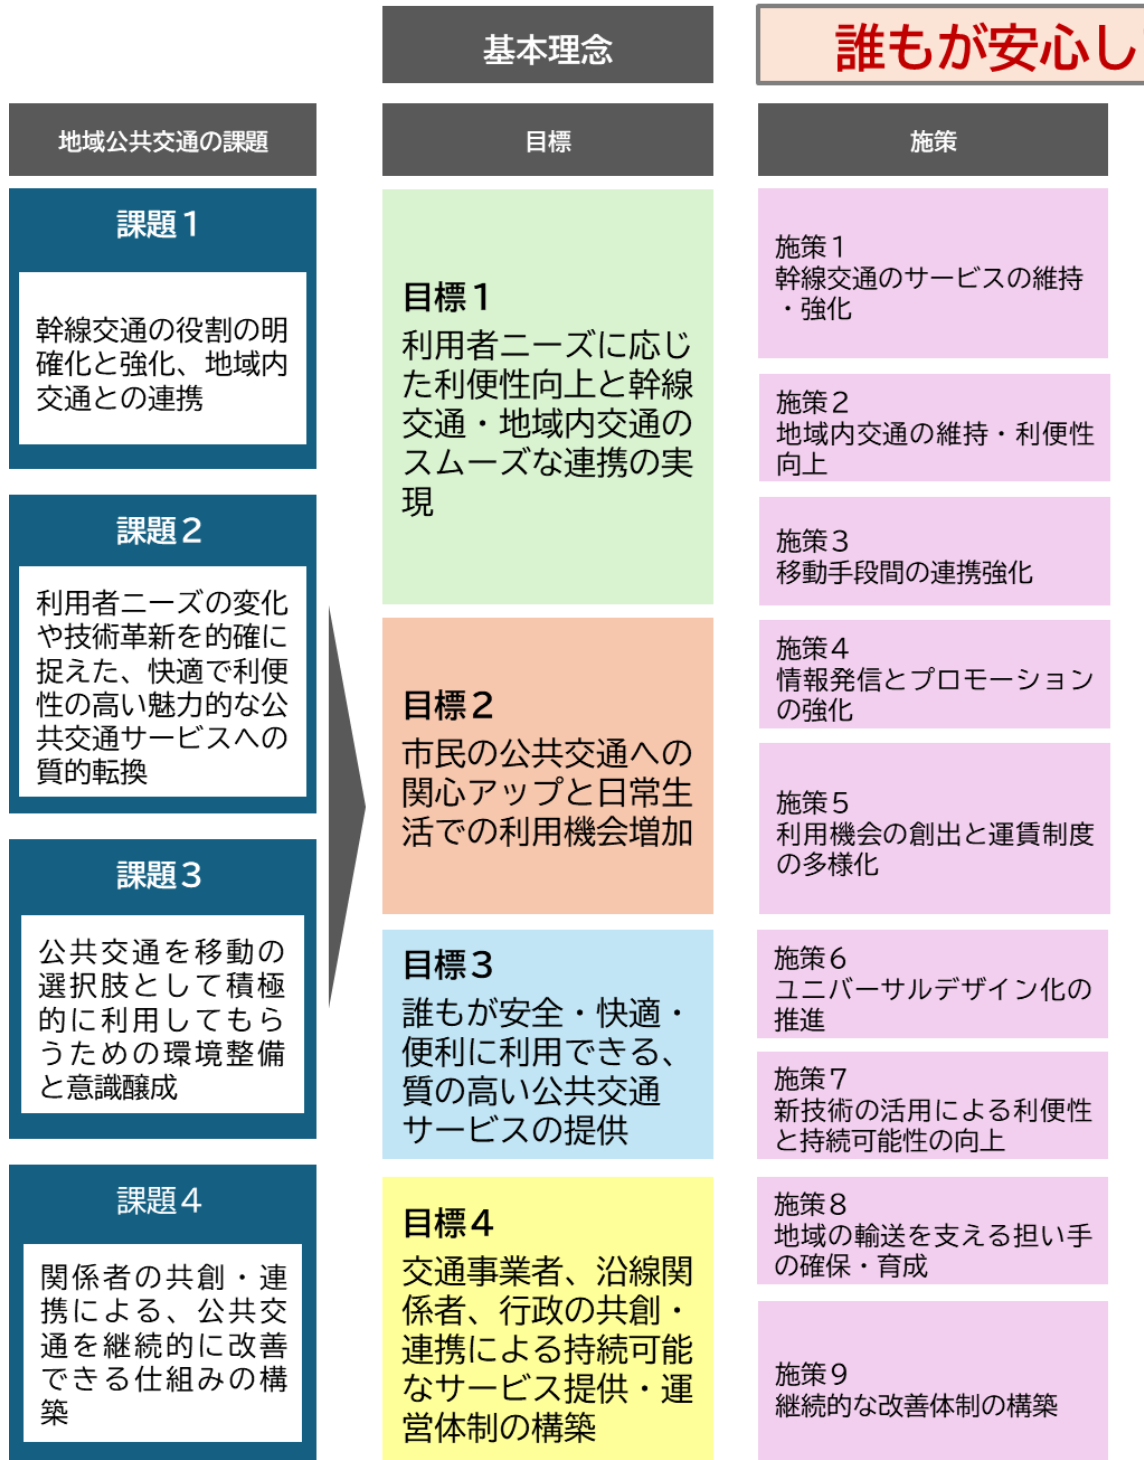 基本理念
誰もが安心し
地域公共交通の課題
目標
施策
課題1
幹線交通の役割の明
確化と強化、地域内
交通との連携
課題2
利用者ニーズの変化
や技術革新を的確に
捉えた、快適で利便
性の高い魅力的な公
共交通サービスへの
質的転換
課題3
公共交通を移動の
選択肢として積極
的に利用してもら
うための環境整備
と意識醸成
課題4
関係者の共創・連
携による、公共交
通を継続的に改善
できる仕組みの構
築
目標1
利用者ニーズに応じ
た利便性向上と幹線
交通・地域内交通の
スムーズな連携の実
現
目標2
市民の公共交通への
関心アップと日常生
活での利用機会増加
目標3
誰もが安全・快適・
便利に利用できる、
質の高い公共交通
サービスの提供
目標4
交通事業者、沿線関
係者、行政の共創・
連携による持続可能
なサービス提供・運
営体制の構築
施策1
幹線交通のサービスの維持
・強化
施策2
地域内交通の維持・利便性
向上
施策3
移動手段間の連携強化
施策4
情報発信とプロモーション
の強化
施策5
利用機会の創出と運賃制度
の多様化
施策6
ユニバーサルデザイン化の
推進
施策7
新技術の活用による利便性
と持続可能性の向上
施策8
地域の輸送を支える担い手
の確保・育成
施策9
継続的な改善体制の構築